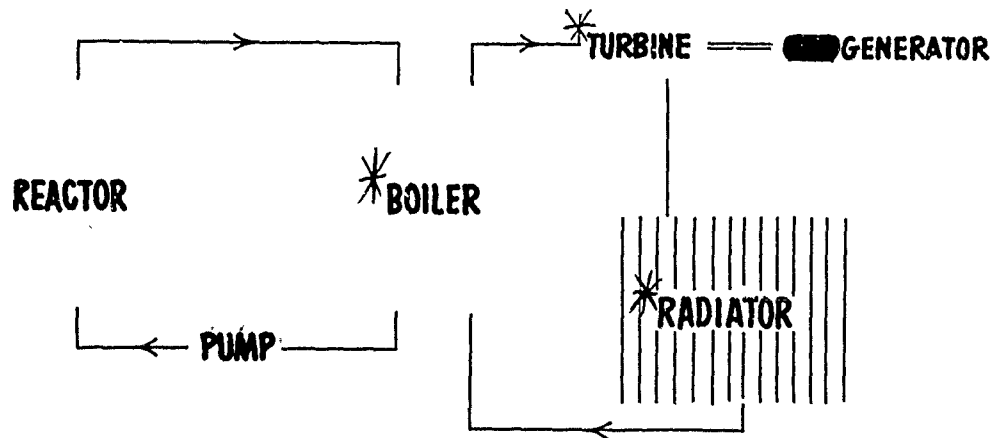 *TURBINE
GENERATOR
REACTOR
*BOILER
*RADIATOR
PUMP